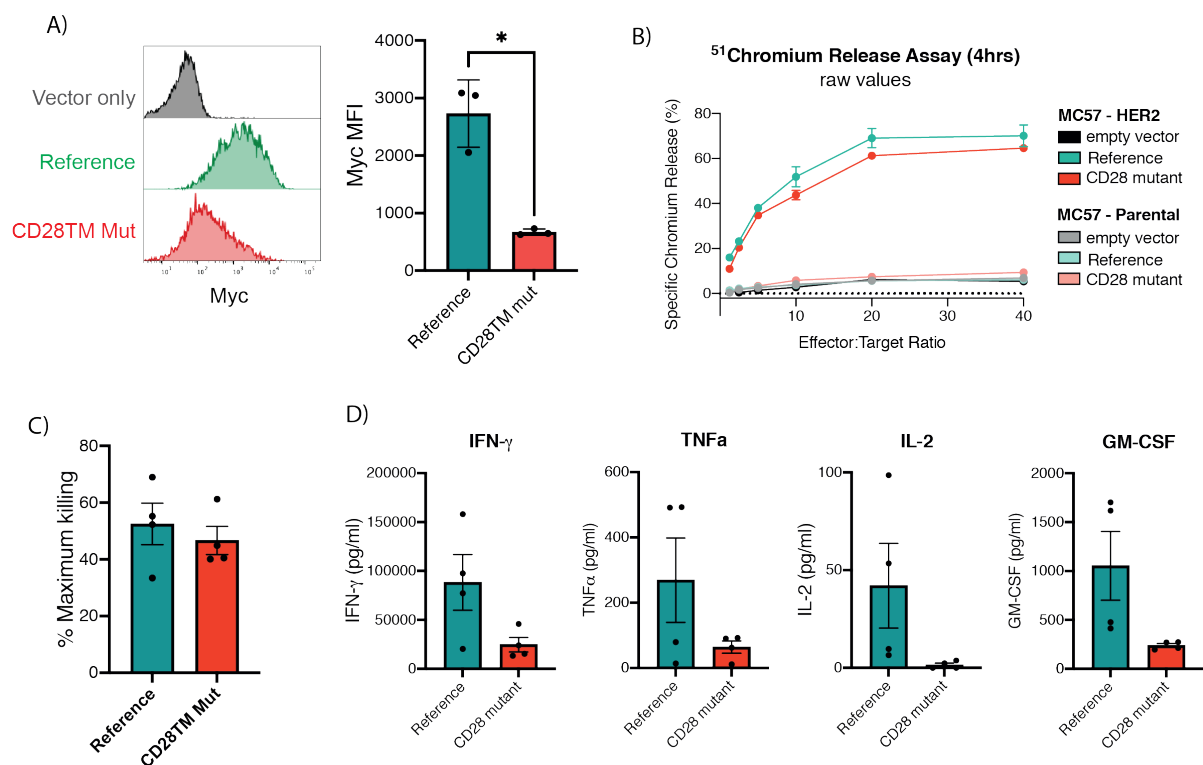 A)
Vector only
Reference
CD28TM Mut
10¹ 10² 10³ 10⁴ 10⁵
Myc
Myc MFI
4000
3000
2000
1000
0
*
Reference
CD28TM mut
B)
⁵¹Chromium Release Assay (4hrs)
raw values
Specific Chromium Release (%)
80
60
40
20
0
10 20 30 40
Effector:Target Ratio
MC57 - HER2
empty vector
Reference
CD28 mutant
MC57 - Parental
empty vector
Reference
CD28 mutant
C)
% Maximum killing
80
60
40
20
0
Reference
CD28TM Mut
D)
IFN-γ
IFN-γ (pg/ml)
200000
150000
100000
50000
0
Reference
CD28 mutant
TNFa
TNFα (pg/ml)
600
400
200
0
Reference
CD28 mutant
IL-2
IL-2 (pg/ml)
100
50
0
Reference
CD28 mutant
GM-CSF
GM-CSF (pg/ml)
2000
1500
1000
500
0
Reference
CD28 mutant